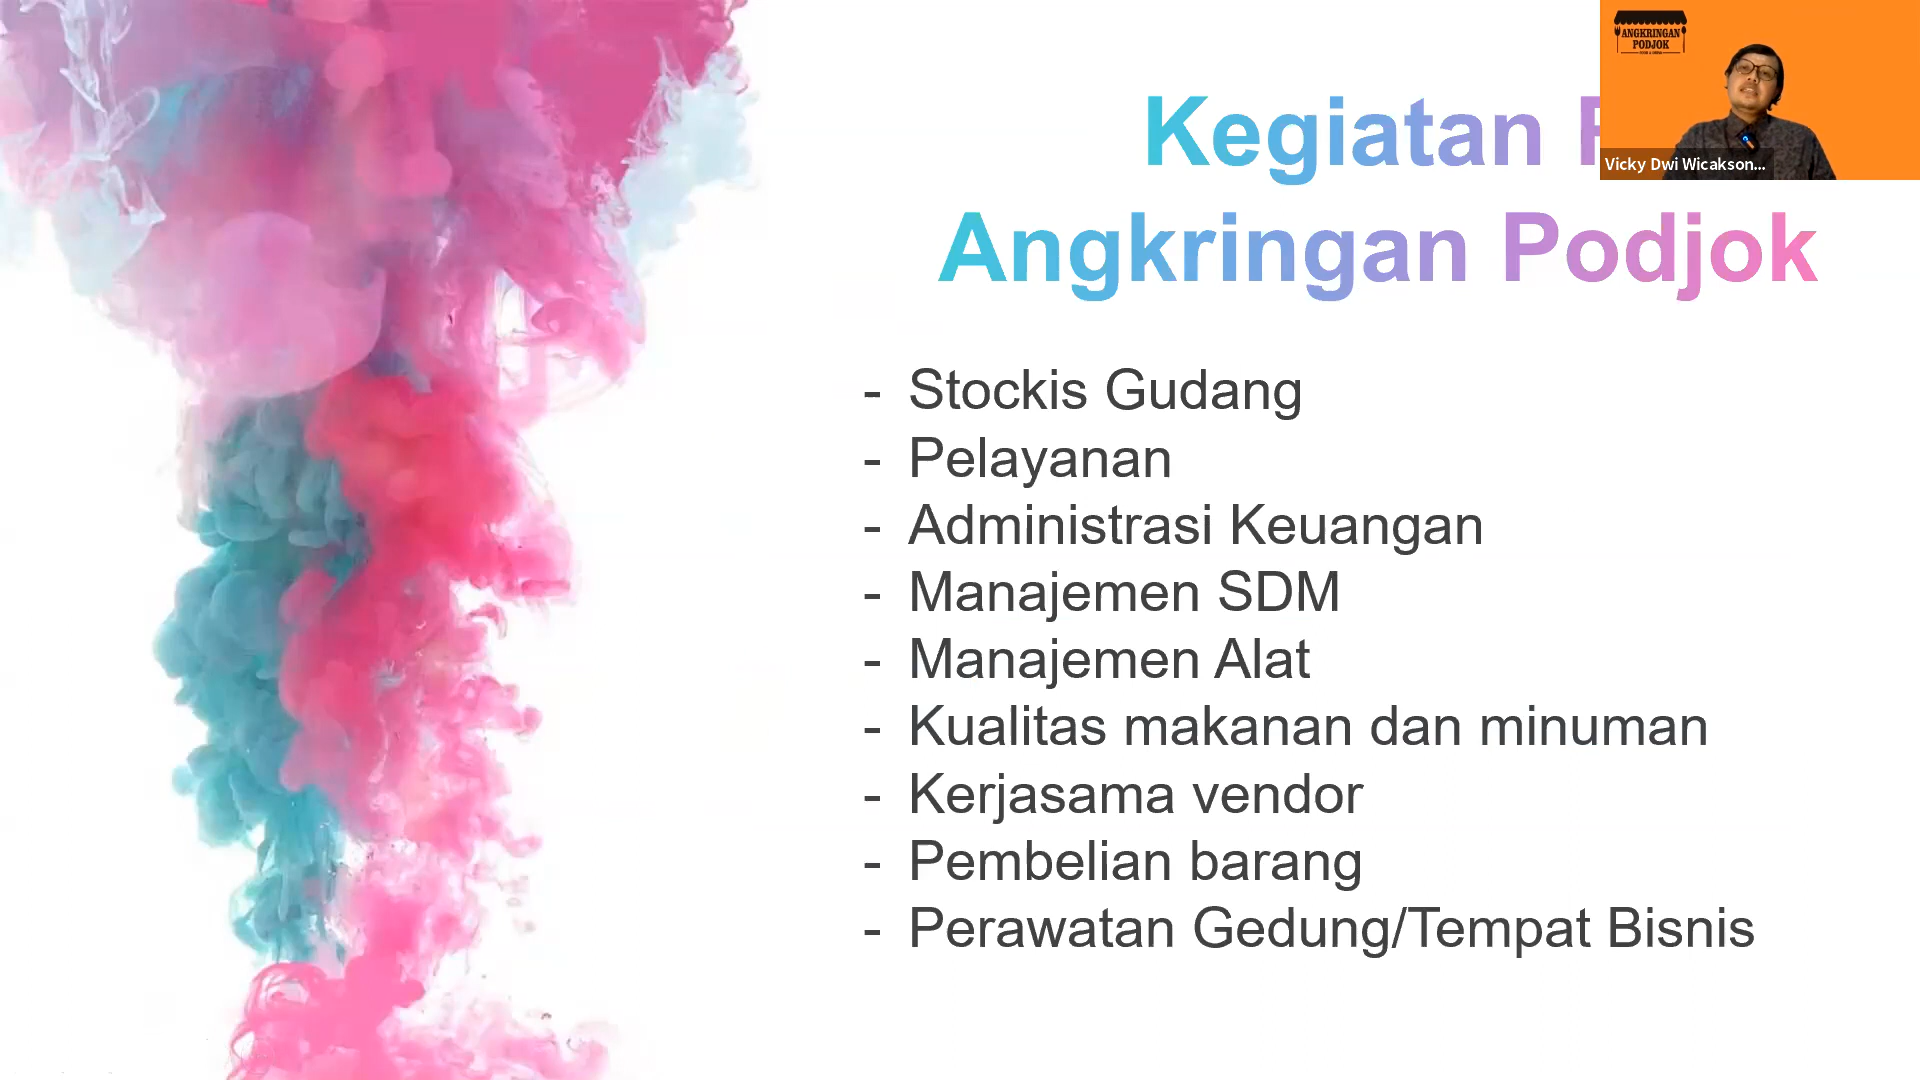 Kegiatan
Angkringan Podjok
- Stockis Gudang
- Pelayanan
- Administrasi Keuangan
- Manajemen SDM
- Manajemen Alat
- Kualitas makanan dan minuman
- Kerjasama vendor
- Pembelian barang
- Perawatan Gedung/Tempat Bisnis
ANGKRINGAN
PODJOK
Vicky Dwi Wicakson...